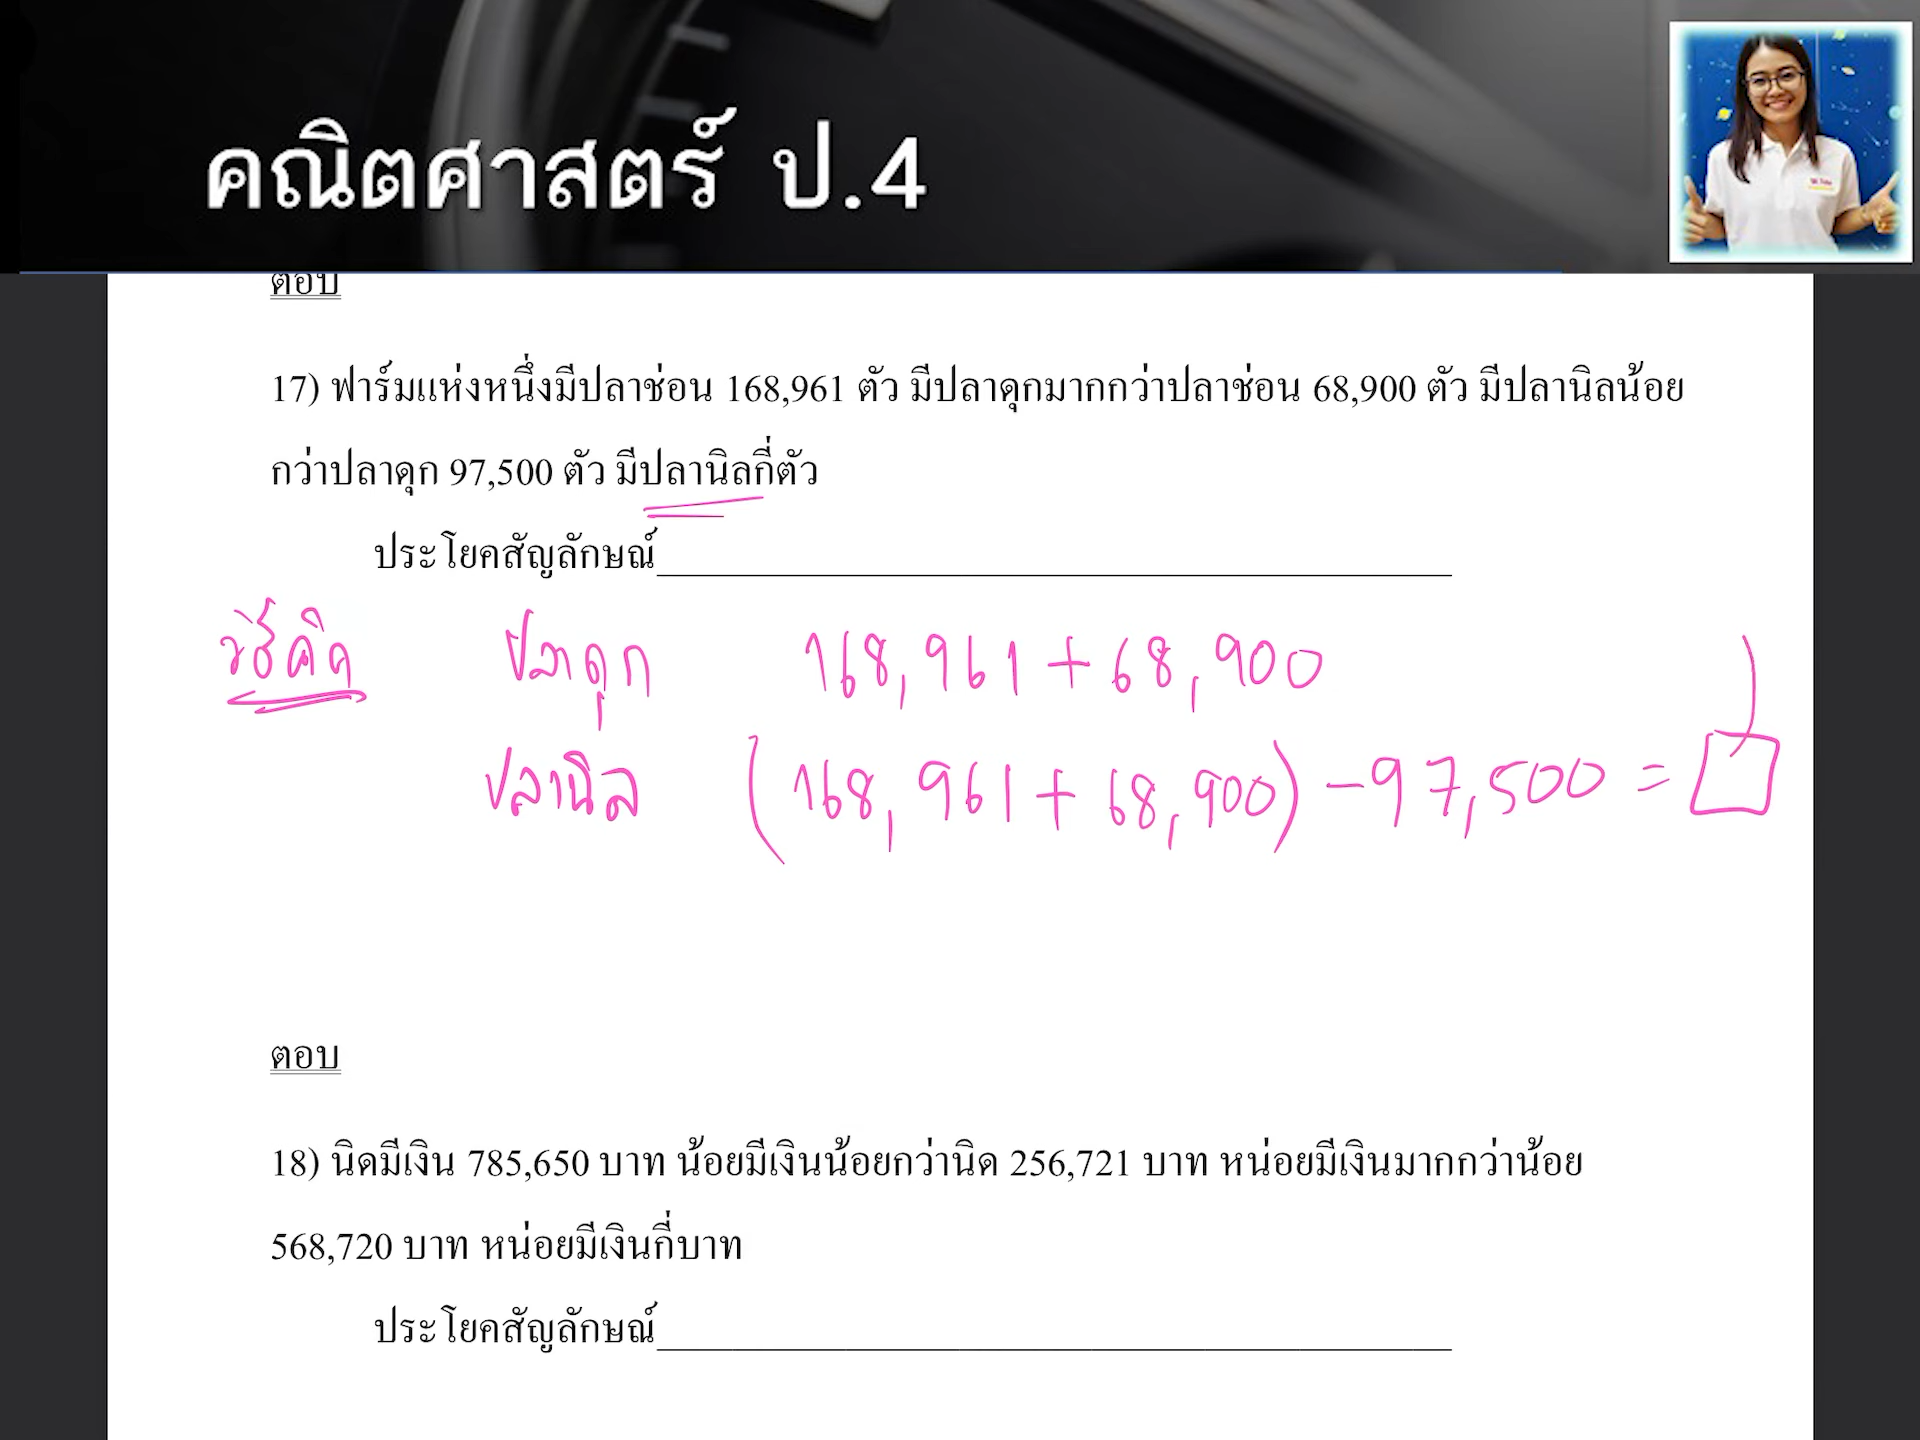 คณิตศาสตร์ ป.4
ตอบ
17) ฟาร์มแห่งหนึ่งมีปลาช่อน 168,961 ตัว มีปลาดุกมากกว่าปลาช่อน 68,900 ตัว มีปลานิลน้อย
กว่าปลาดุก 97,500 ตัว มีปลานิลกี่ตัว
ประโยคสัญลักษณ์
วิธีคิด ปลาดุก 168,961 + 68,900
ปลานิล (168,961 + 68,900) - 97,500 =
ตอบ
18) นิดมีเงิน 785,650 บาท น้อยมีเงินน้อยกว่านิด 256,721 บาท หน่อยมีเงินมากกว่าน้อย
568,720 บาท หน่อยมีเงินกี่บาท
ประโยคสัญลักษณ์